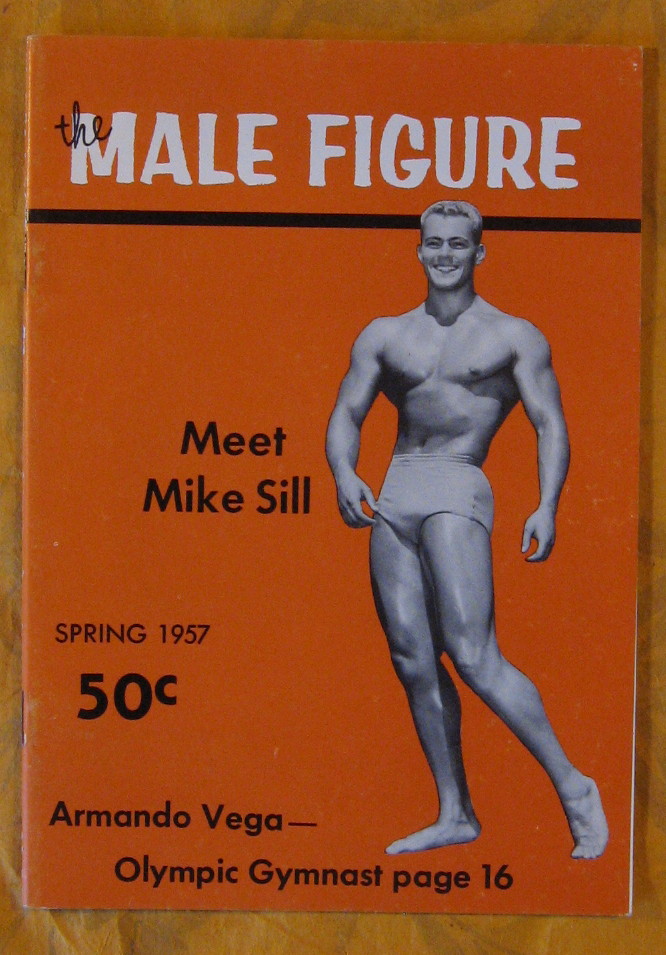 the MALE FIGURE
Meet
Mike Sill
SPRING 1957
50c
Armando Vega—
Olympic Gymnast page 16